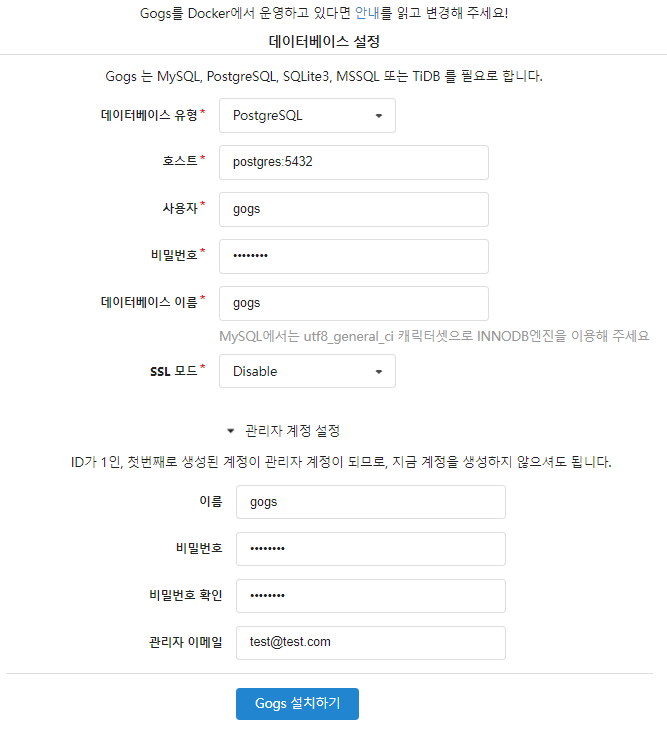 Gogs를 Docker에서 운영하고 있다면 안내를 읽고 변경해 주세요!
데이터베이스 설정
Gogs 는 MySQL, PostgreSQL, SQLite3, MSSQL 또는 TiDB 를 필요로 합니다.
데이터베이스 유형* PostgreSQL
호스트* postgres:5432
사용자* gogs
비밀번호* ••••••••
데이터베이스 이름* gogs
MySQL에서는 utf8_general_ci 캐릭터셋으로 INNODB엔진을 이용해 주세요
SSL 모드* Disable
관리자 계정 설정
ID가 1인, 첫번째로 생성된 계정이 관리자 계정이 되므로, 지금 계정을 생성하지 않으셔도 됩니다.
이름 gogs
비밀번호 ••••••••
비밀번호 확인 ••••••••
관리자 이메일 test@test.com
Gogs 설치하기